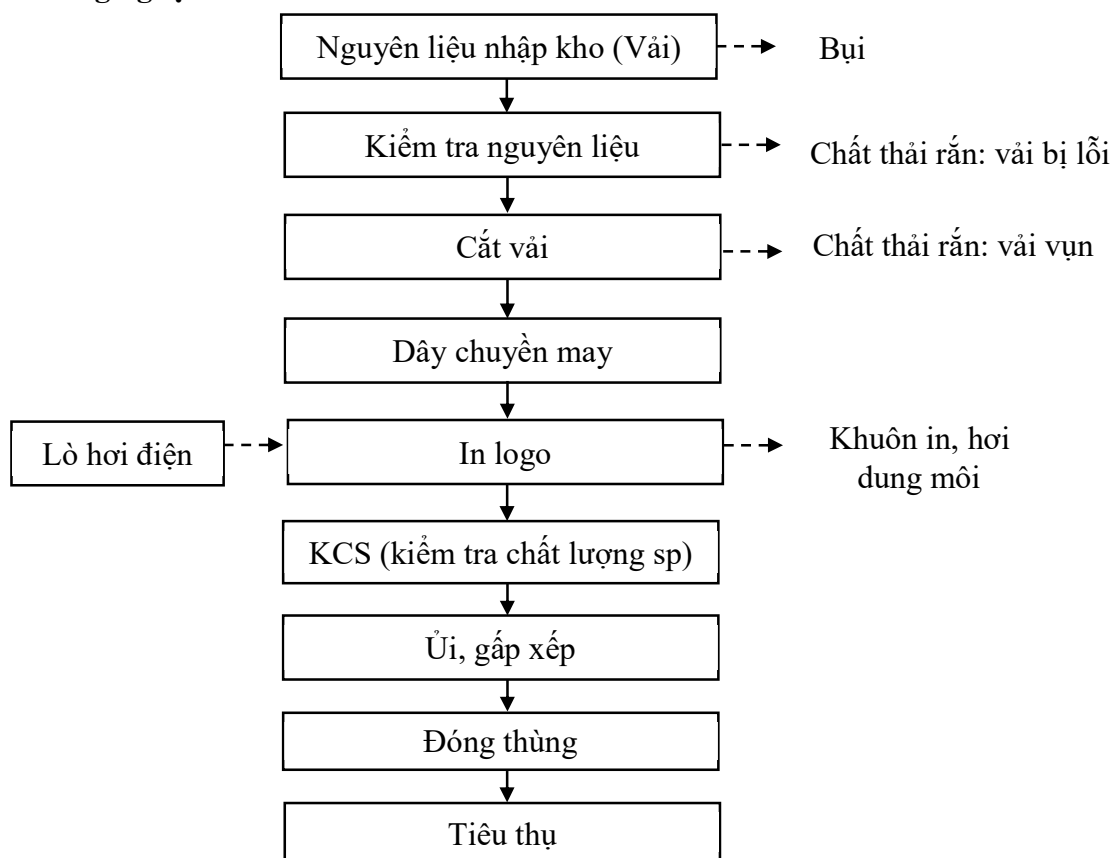 Nguyên liệu nhập kho (Vải)
Bụi
Kiểm tra nguyên liệu
Chất thải rắn: vải bị lỗi
Cắt vải
Chất thải rắn: vải vụn
Dây chuyền may
Lò hơi điện
In logo
Khuôn in, hơi
dung môi
KCS (kiểm tra chất lượng sp)
Ủi, gấp xếp
Đóng thùng
Tiêu thụ